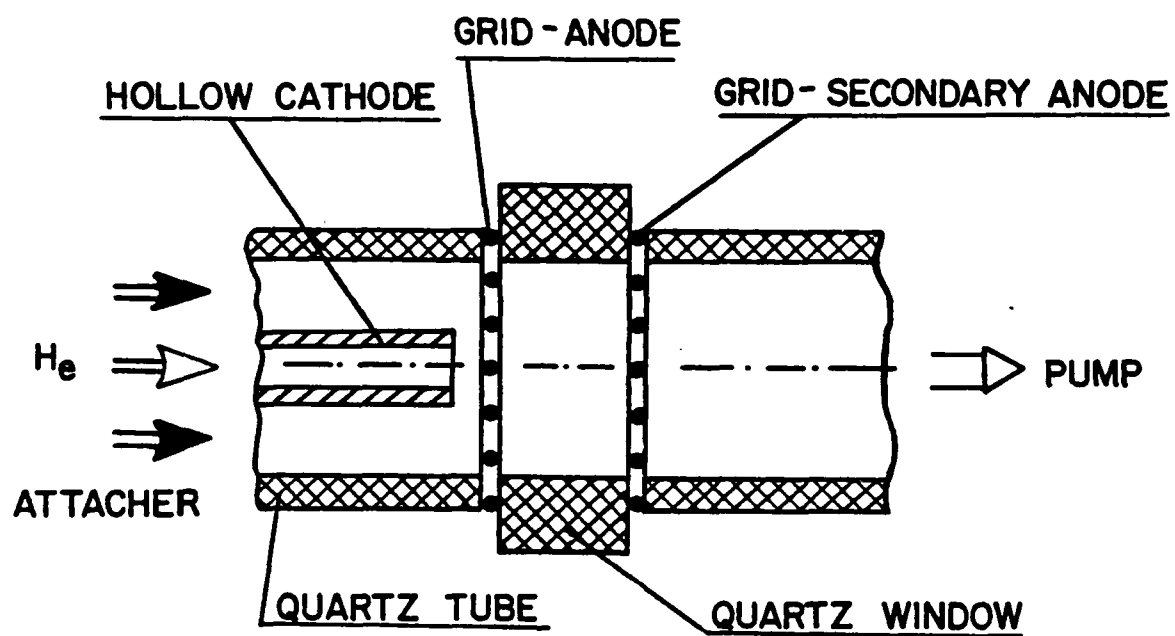 GRID-ANODE
HOLLOW CATHODE
GRID-SECONDARY ANODE
He
PUMP
ATTACHER
QUARTZ TUBE
QUARTZ WINDOW